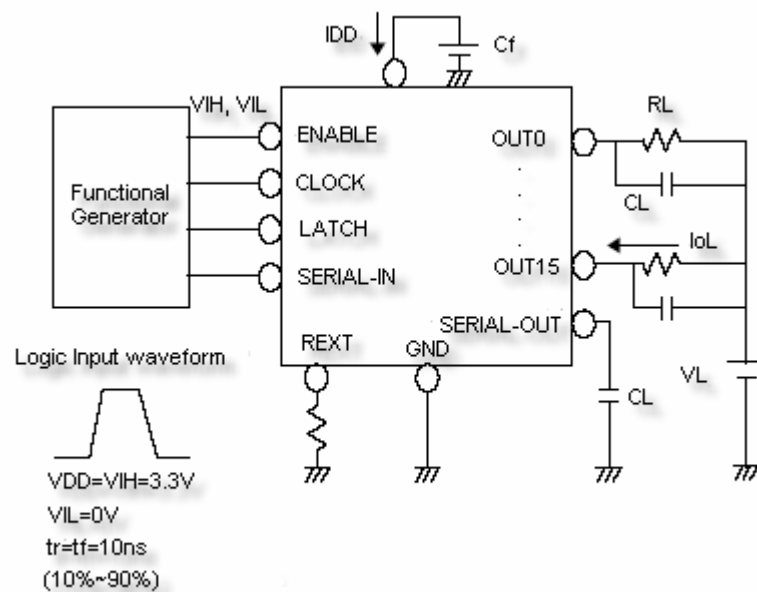 IDD
Cf
VIH, VIL
RL
ENABLE
OUT0
Functional
Generator
CLOCK
CL
LATCH
IoL
SERIAL-IN
OUT15
SERIAL-OUT
REXT
GND
Logic Input waveform
VL
CL
VDD=VIH=3.3V
VIL=0V
tr=tf=10ns
(10%~90%)